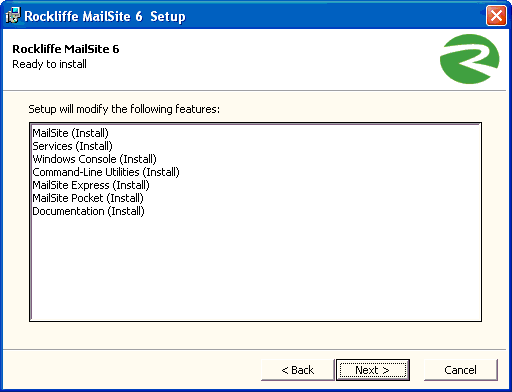 Rockliffe MailSite 6  Setup
Rockliffe MailSite 6
Ready to install
Setup will modify the following features:
MailSite (Install)
Services (Install)
Windows Console (Install)
Command-Line Utilities (Install)
MailSite Express (Install)
MailSite Pocket (Install)
Documentation (Install)
< Back
Next >
Cancel